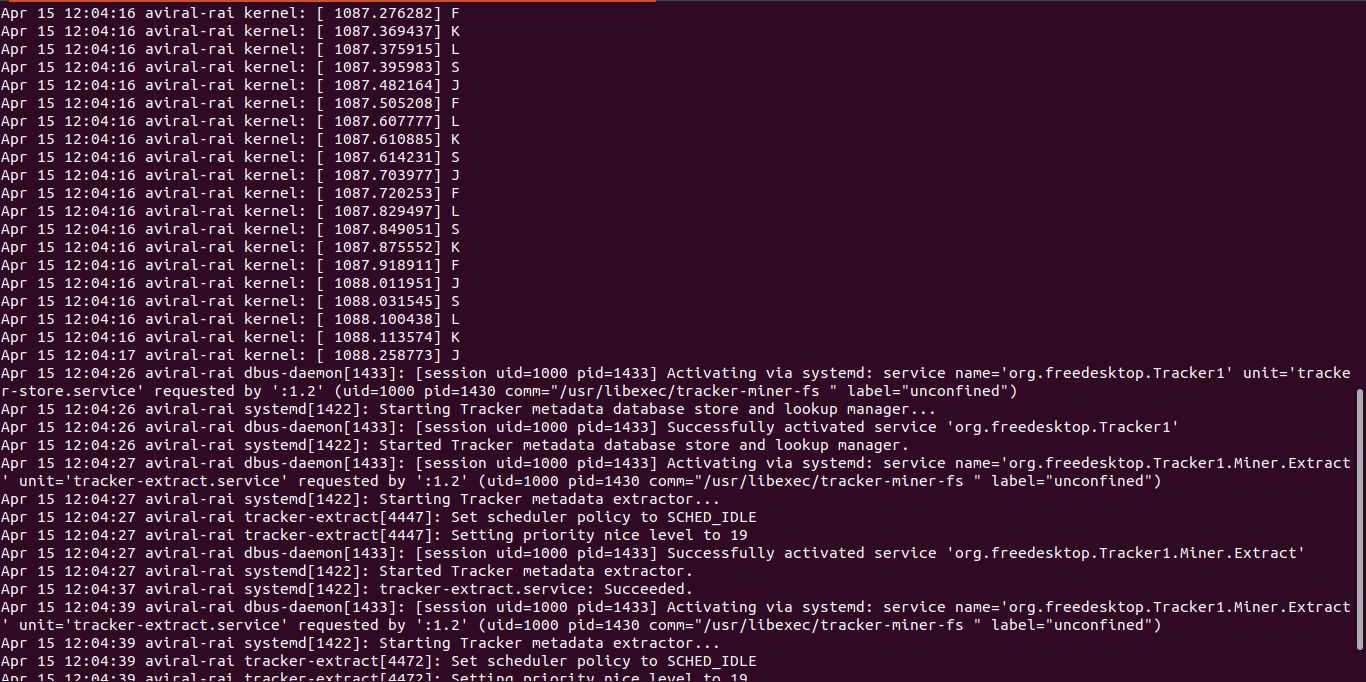 Apr 15 12:04:16 aviral-rai kernel: [ 1087.276282] F
Apr 15 12:04:16 aviral-rai kernel: [ 1087.369437] K
Apr 15 12:04:16 aviral-rai kernel: [ 1087.375915] L
Apr 15 12:04:16 aviral-rai kernel: [ 1087.395983] S
Apr 15 12:04:16 aviral-rai kernel: [ 1087.482164] J
Apr 15 12:04:16 aviral-rai kernel: [ 1087.505208] F
Apr 15 12:04:16 aviral-rai kernel: [ 1087.607777] L
Apr 15 12:04:16 aviral-rai kernel: [ 1087.610885] K
Apr 15 12:04:16 aviral-rai kernel: [ 1087.614231] S
Apr 15 12:04:16 aviral-rai kernel: [ 1087.703977] J
Apr 15 12:04:16 aviral-rai kernel: [ 1087.720253] F
Apr 15 12:04:16 aviral-rai kernel: [ 1087.829497] L
Apr 15 12:04:16 aviral-rai kernel: [ 1087.849051] S
Apr 15 12:04:16 aviral-rai kernel: [ 1087.875552] K
Apr 15 12:04:16 aviral-rai kernel: [ 1087.918911] F
Apr 15 12:04:16 aviral-rai kernel: [ 1088.011951] J
Apr 15 12:04:16 aviral-rai kernel: [ 1088.031545] S
Apr 15 12:04:16 aviral-rai kernel: [ 1088.100438] L
Apr 15 12:04:16 aviral-rai kernel: [ 1088.113574] K
Apr 15 12:04:17 aviral-rai kernel: [ 1088.258773] J
Apr 15 12:04:26 aviral-rai dbus-daemon[1433]: [session uid=1000 pid=1433] Activating via systemd: service name='org.freedesktop.Tracker1' unit='tracke
r-store.service' requested by ':1.2' (uid=1000 pid=1430 comm="/usr/libexec/tracker-miner-fs " label="unconfined")
Apr 15 12:04:26 aviral-rai systemd[1422]: Starting Tracker metadata database store and lookup manager...
Apr 15 12:04:26 aviral-rai dbus-daemon[1433]: [session uid=1000 pid=1433] Successfully activated service 'org.freedesktop.Tracker1'
Apr 15 12:04:26 aviral-rai systemd[1422]: Started Tracker metadata database store and lookup manager.
Apr 15 12:04:27 aviral-rai dbus-daemon[1433]: [session uid=1000 pid=1433] Activating via systemd: service name='org.freedesktop.Tracker1.Miner.Extract
' unit='tracker-extract.service' requested by ':1.2' (uid=1000 pid=1430 comm="/usr/libexec/tracker-miner-fs " label="unconfined")
Apr 15 12:04:27 aviral-rai systemd[1422]: Starting Tracker metadata extractor...
Apr 15 12:04:27 aviral-rai tracker-extract[4447]: Set scheduler policy to SCHED_IDLE
Apr 15 12:04:27 aviral-rai tracker-extract[4447]: Setting priority nice level to 19
Apr 15 12:04:27 aviral-rai dbus-daemon[1433]: [session uid=1000 pid=1433] Successfully activated service 'org.freedesktop.Tracker1.Miner.Extract'
Apr 15 12:04:27 aviral-rai systemd[1422]: Started Tracker metadata extractor.
Apr 15 12:04:37 aviral-rai systemd[1422]: tracker-extract.service: Succeeded.
Apr 15 12:04:39 aviral-rai dbus-daemon[1433]: [session uid=1000 pid=1433] Activating via systemd: service name='org.freedesktop.Tracker1.Miner.Extract
' unit='tracker-extract.service' requested by ':1.2' (uid=1000 pid=1430 comm="/usr/libexec/tracker-miner-fs " label="unconfined")
Apr 15 12:04:39 aviral-rai systemd[1422]: Starting Tracker metadata extractor...
Apr 15 12:04:39 aviral-rai tracker-extract[4472]: Set scheduler policy to SCHED_IDLE
Apr 15 12:04:39 aviral-rai tracker-extract[4472]: Setting priority nice level to 19